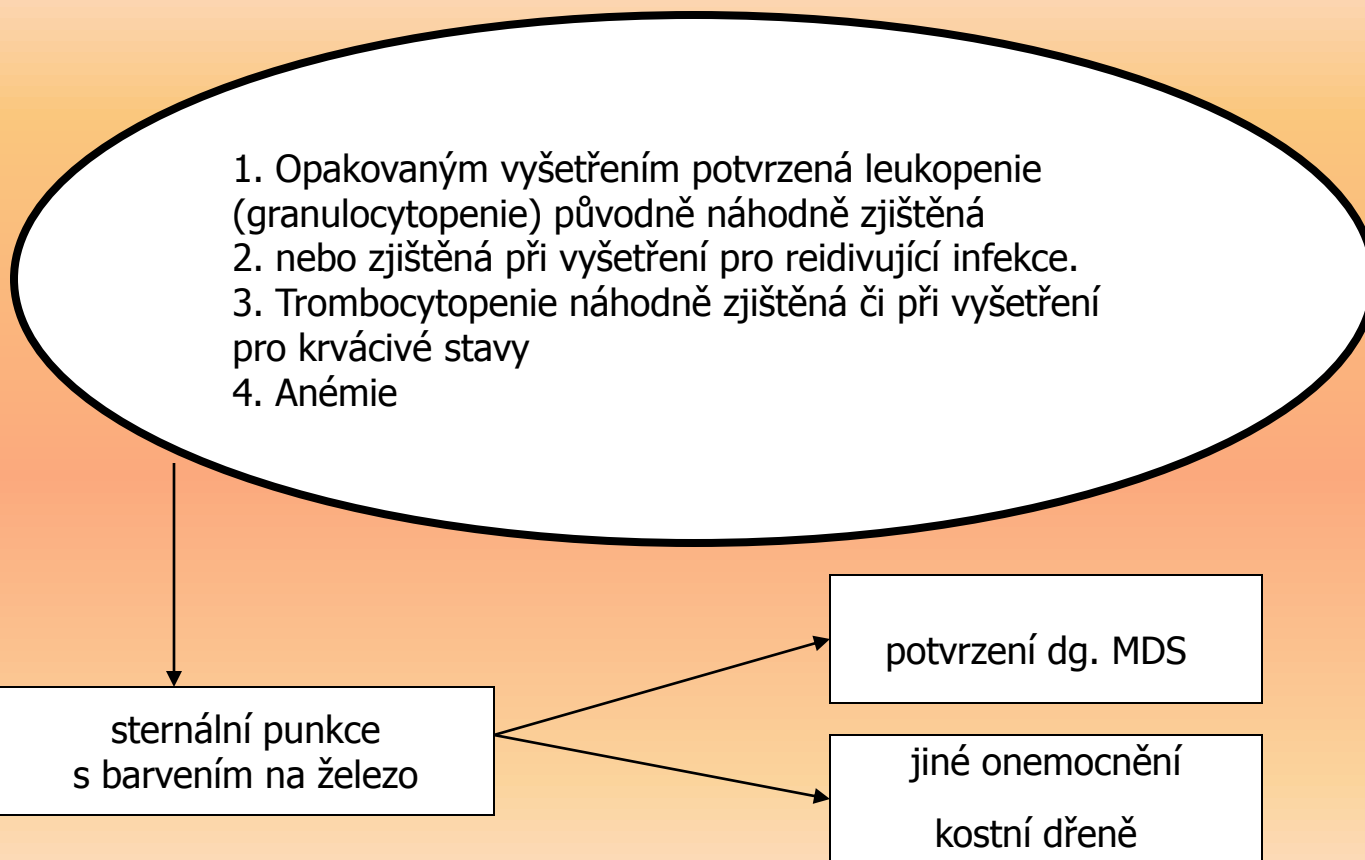 1. Opakovaným vyšetřením potvrzená leukopenie
(granulocytopenie) původně náhodně zjištěná
2. nebo zjištěná při vyšetření pro reidivující infekce.
3. Trombocytopenie náhodně zjištěná či při vyšetření
pro krvácivé stavy
4. Anémie
potvrzení dg. MDS
sternální punkce
s barvením na železo
jiné onemocnění
kostní dřeně